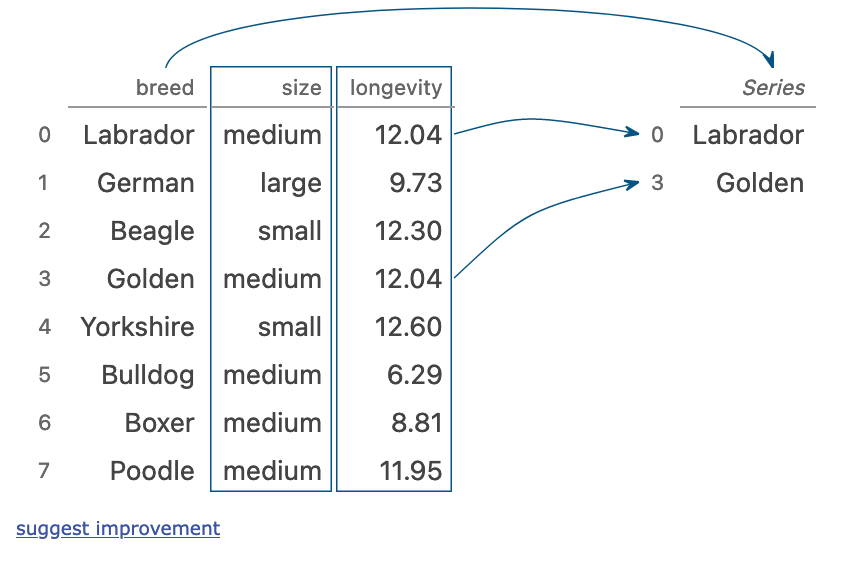 breed size longevity Series
0 Labrador medium 12.04 0 Labrador
1 German large 9.73 3 Golden
2 Beagle small 12.30
3 Golden medium 12.04
4 Yorkshire small 12.60
5 Bulldog medium 6.29
6 Boxer medium 8.81
7 Poodle medium 11.95
suggest improvement